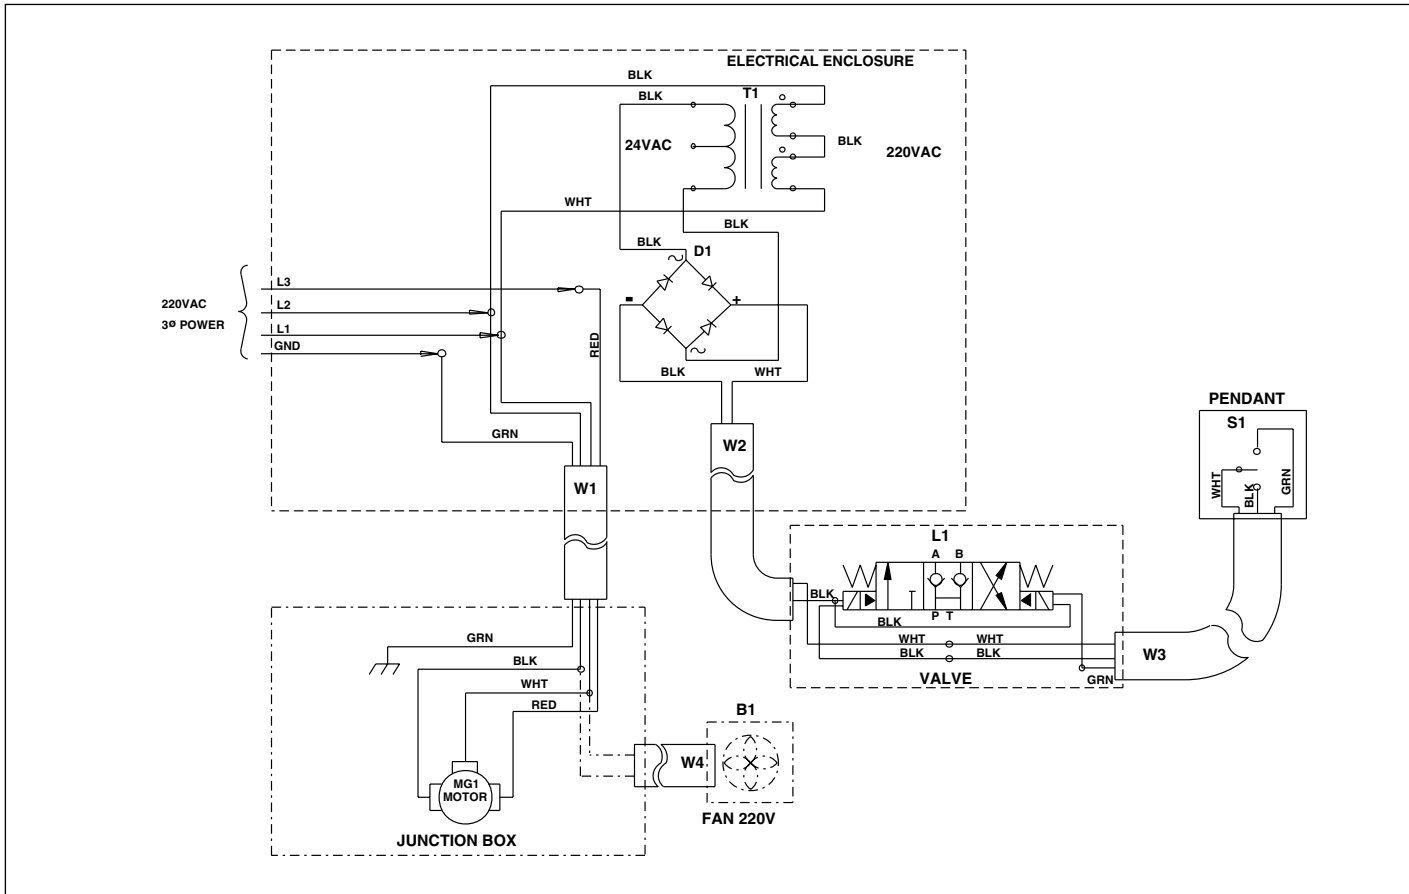 ELECTRICAL ENCLOSURE
BLK
BLK
T1
24VAC
BLK
220VAC
WHT
BLK
BLK
D1
L3
220VAC
3ø POWER
L2
L1
GND
-
+
RED
BLK
WHT
GRN
W2
W1
PENDANT
S1
WHT
BLK
GRN
L1
A B
BLK
P T
BLK
WHT
WHT
BLK
BLK
VALVE
GRN
W3
GRN
BLK
WHT
RED
MG1
MOTOR
JUNCTION BOX
B1
W4
FAN 220V